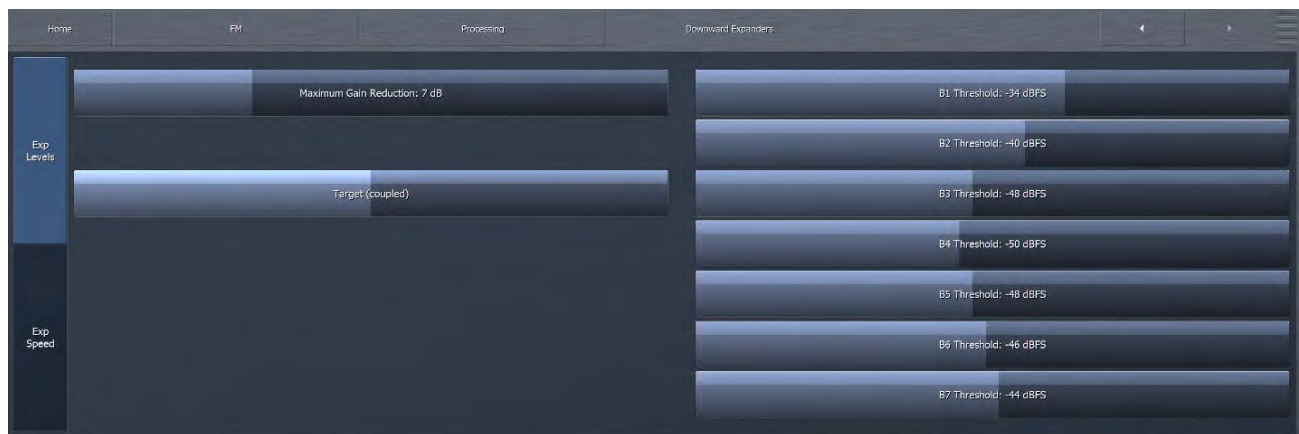 Home
FM
Processing
Downward Expanders
Exp
Levels
Exp
Speed
Maximum Gain Reduction: 7 dB
Target (coupled)
B1 Threshold: -34 dBFS
B2 Threshold: -40 dBFS
B3 Threshold: -48 dBFS
B4 Threshold: -50 dBFS
B5 Threshold: -48 dBFS
B6 Threshold: -46 dBFS
B7 Threshold: -44 dBFS